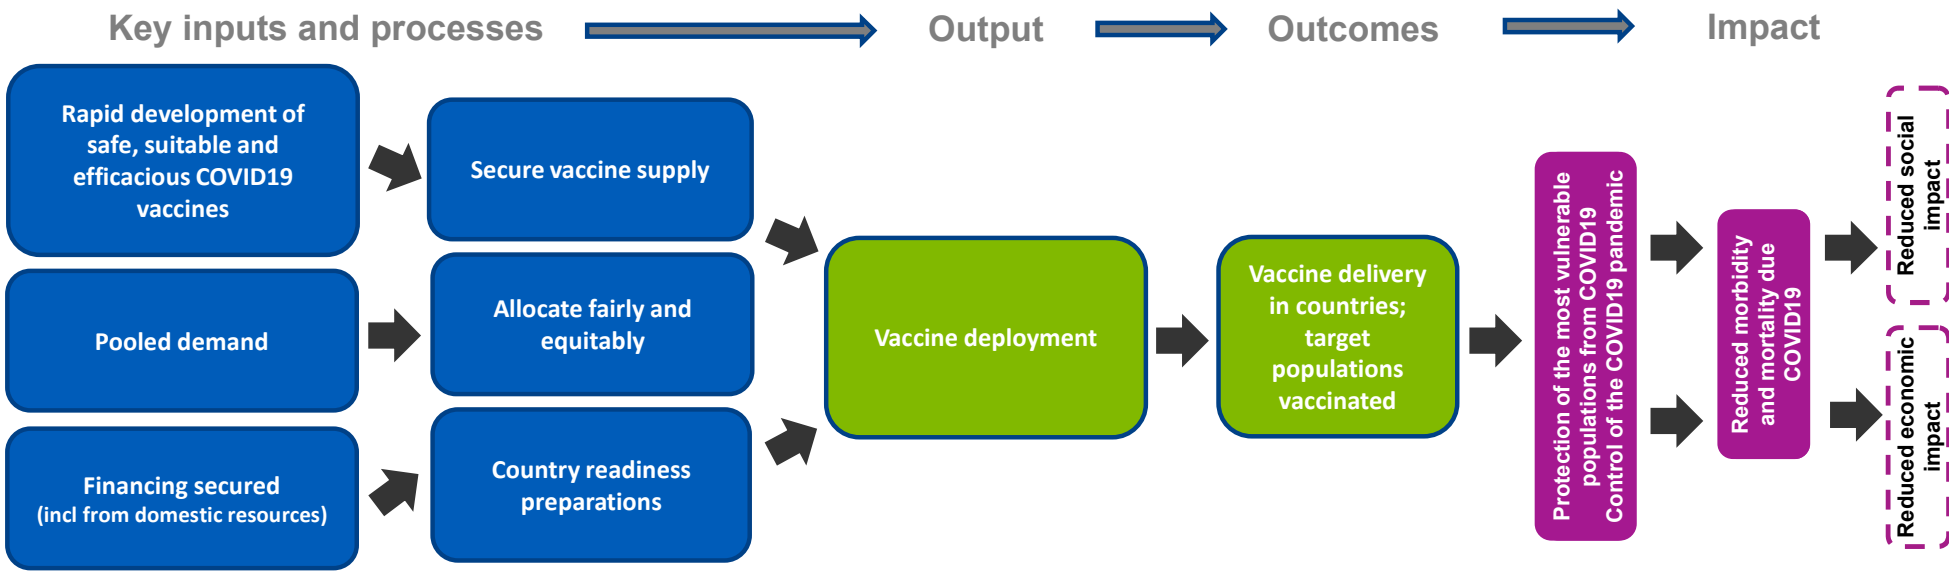 Key inputs and processes
Output
Outcomes
Impact
Rapid development of
safe, suitable and
efficacious COVID19
vaccines
Pooled demand
Financing secured
(incl from domestic resources)
Secure vaccine supply
Allocate fairly and
equitably
Country readiness
preparations
Vaccine deployment
Vaccine delivery
in countries;
target
populations
vaccinated
Protection of the most vulnerable
populations from COVID19
Control of the COVID19 pandemic
Reduced morbidity
and mortality due
COVID19
Reduced social
impact
Reduced economic
impact